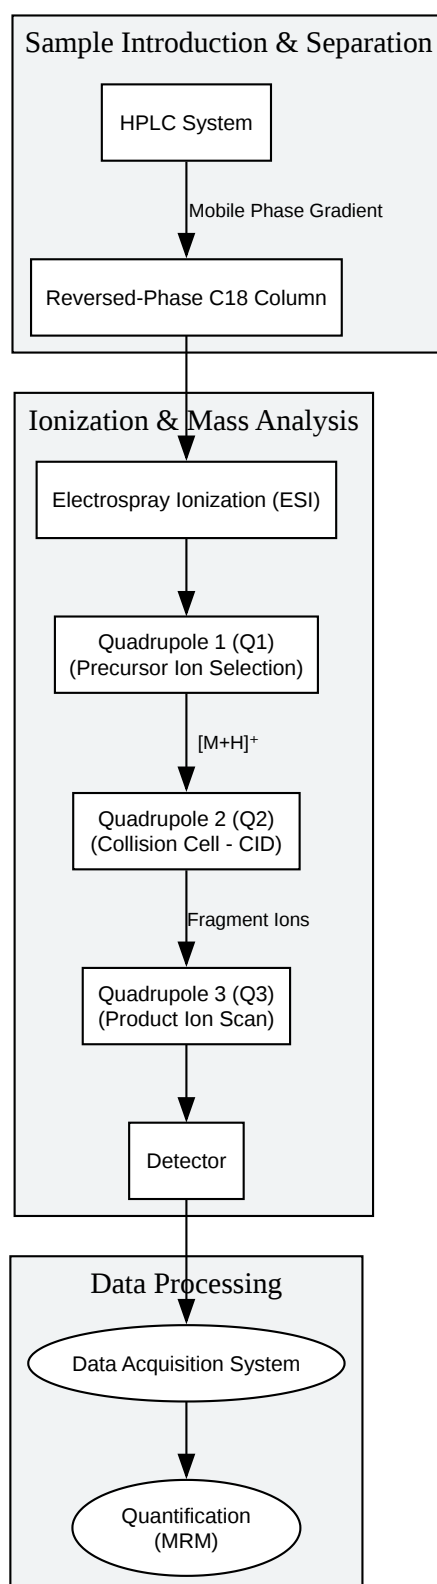 Sample Introduction & Separation
HPLC System
Mobile Phase Gradient
Reversed-Phase C18 Column
Ionization & Mass Analysis
Electrospray Ionization (ESI)
Quadrupole 1 (Q1)
(Precursor Ion Selection)
[M+H]⁺
Quadrupole 2 (Q2)
(Collision Cell - CID)
Fragment Ions
Quadrupole 3 (Q3)
(Product Ion Scan)
Detector
Data Processing
Data Acquisition System
Quantification
(MRM)